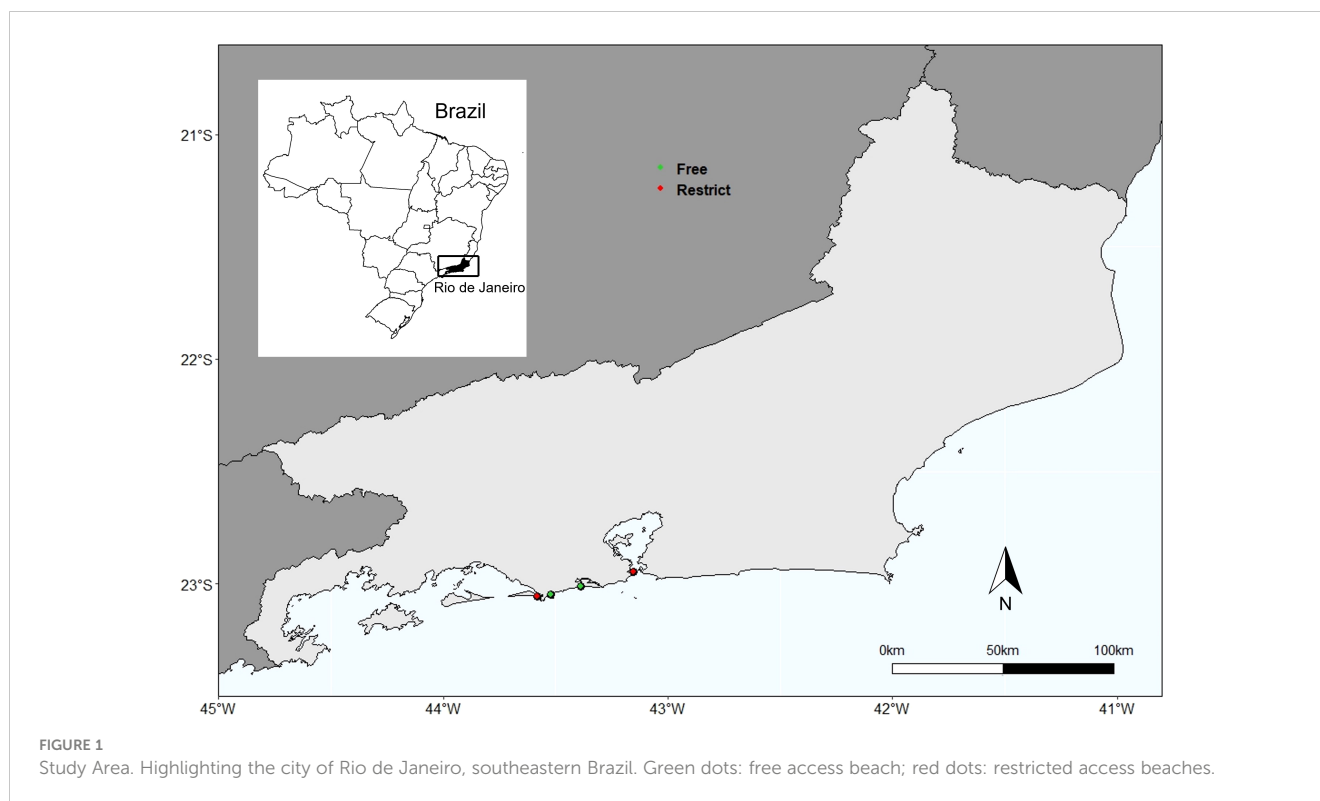 Brazil
Rio de Janeiro
Free
Restrict
21°S
22°S
23°S
N
0km 50km 100km
45°W 44°W 43°W 42°W 41°W
FIGURE 1
Study Area. Highlighting the city of Rio de Janeiro, southeastern Brazil. Green dots: free access beach; red dots: restricted access beaches.